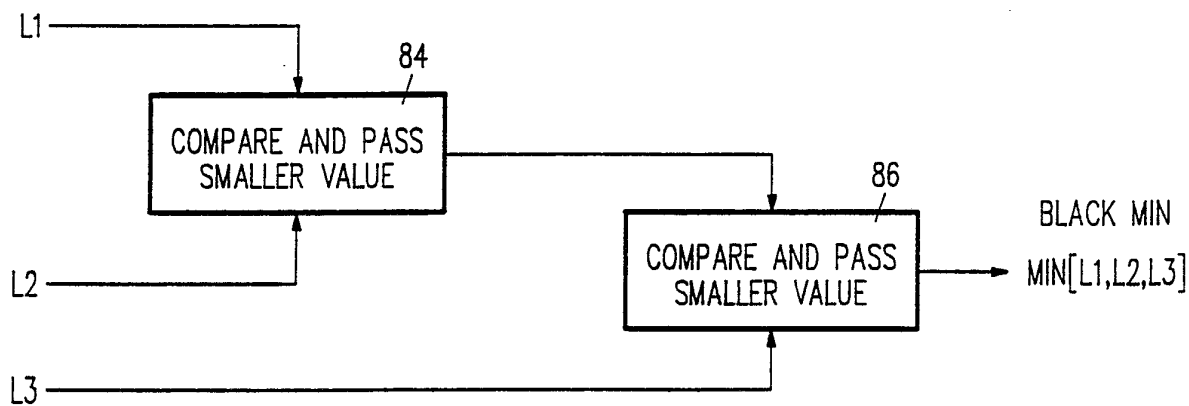 L1
84
COMPARE AND PASS
SMALLER VALUE
L2
86
COMPARE AND PASS
SMALLER VALUE
BLACK MIN
MIN[L1,L2,L3]
L3